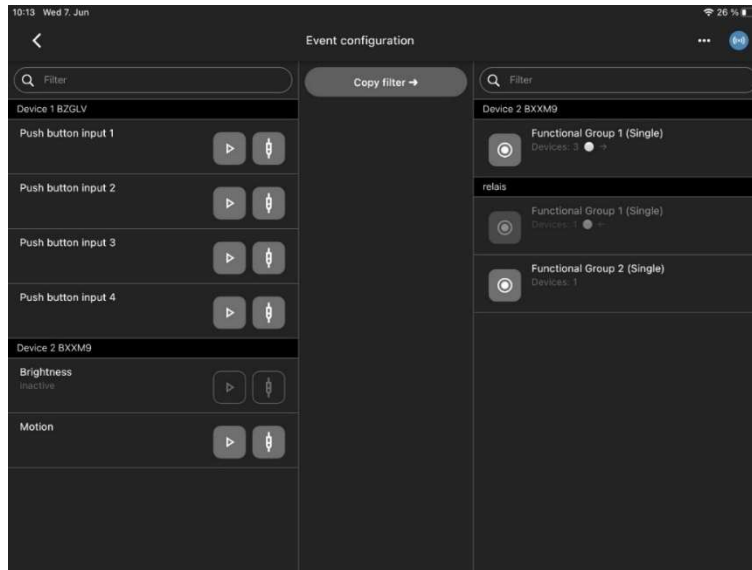 10:13 Wed 7. Jun
26 %
Event configuration
Filter
Device 1 BZGLV
Push button input 1
Push button input 2
Push button input 3
Push button input 4
Device 2 BXXM9
Brightness
Inactive
Motion
Copy filter →
Filter
Device 2 BXXM9
Functional Group 1 (Single)
Devices: 3 →
relais
Functional Group 1 (Single)
Devices: 1 ←
Functional Group 2 (Single)
Devices: 1